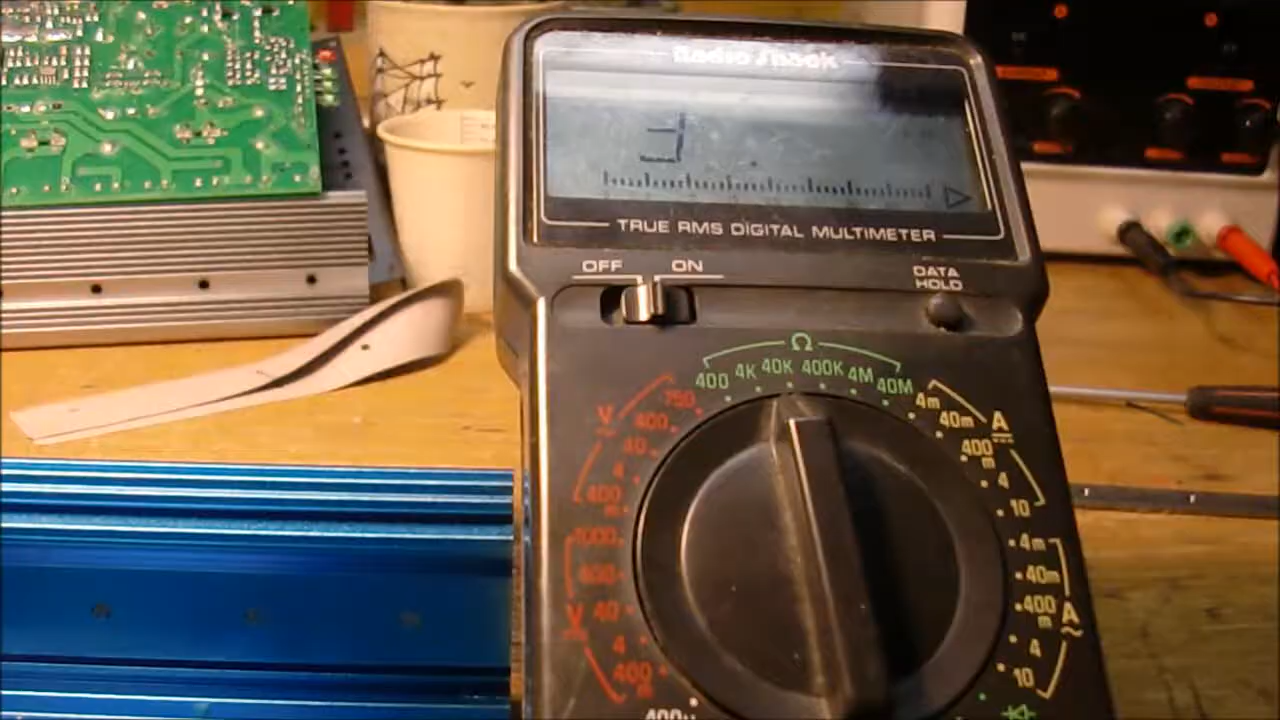 Radio Shack
TRUE RMS DIGITAL MULTIMETER
OFF ON
DATA
HOLD
Ω
400 4K 40K 400K 4M 40M
V
750
400
40
4
400
m
1000
400
40
V
4
400
m
400µ
4m
40m
400
m
4
10
A
4m
40m
400
m
4
10
A